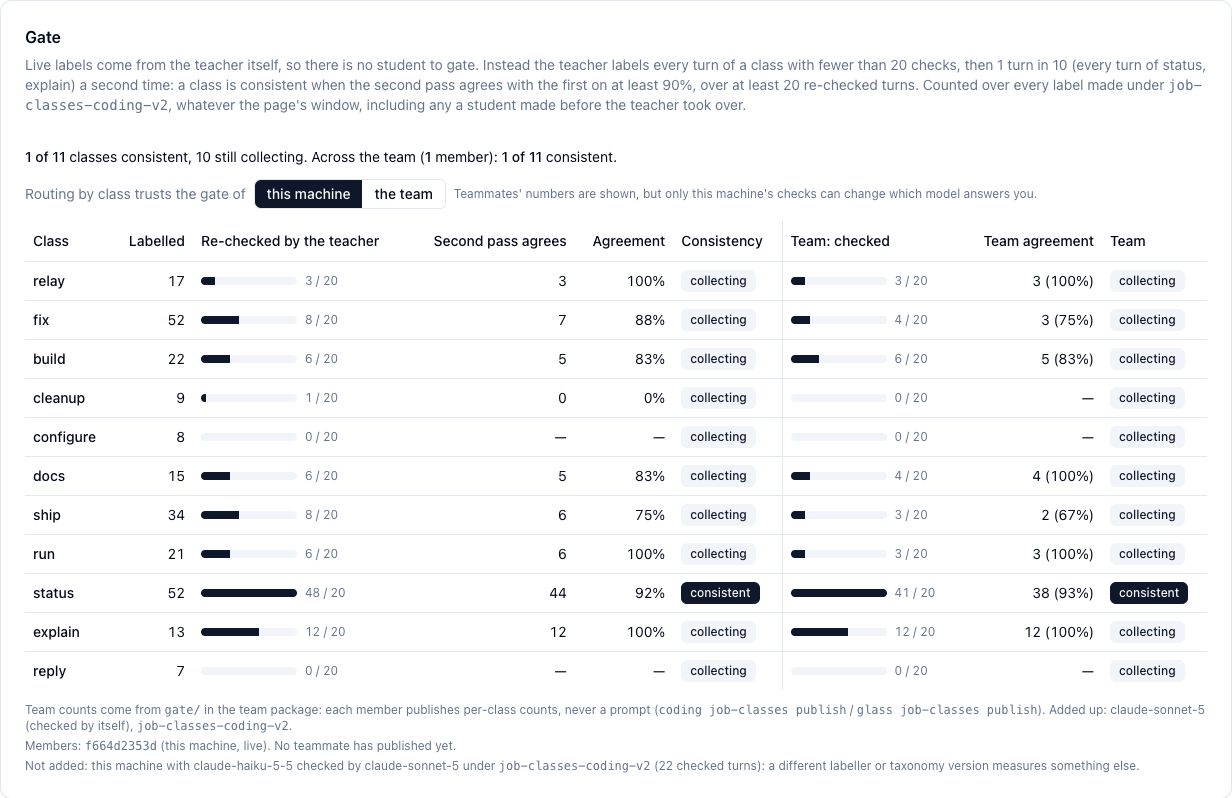 Gate
Live labels come from the teacher itself, so there is no student to gate. Instead the teacher labels every turn of a class with fewer than 20 checks, then 1 turn in 10 (every turn of status,
explain) a second time: a class is consistent when the second pass agrees with the first on at least 90%, over at least 20 re-checked turns. Counted over every label made under job-
classes-coding-v2, whatever the page's window, including any a student made before the teacher took over.
1 of 11 classes consistent, 10 still collecting. Across the team (1 member): 1 of 11 consistent.
Routing by class trusts the gate of this machine the team Teammates' numbers are shown, but only this machine's checks can change which model answers you.
Class Labelled Re-checked by the teacher Second pass agrees Agreement Consistency Team: checked Team agreement Team
relay 17 3 / 20 3 100% collecting 3 / 20 3 (100%) collecting
fix 52 8 / 20 7 88% collecting 4 / 20 3 (75%) collecting
build 22 6 / 20 5 83% collecting 6 / 20 5 (83%) collecting
cleanup 9 1 / 20 0 0% collecting 0 / 20 — collecting
configure 8 0 / 20 — — collecting 0 / 20 — collecting
docs 15 6 / 20 5 83% collecting 4 / 20 4 (100%) collecting
ship 34 8 / 20 6 75% collecting 3 / 20 2 (67%) collecting
run 21 6 / 20 6 100% collecting 3 / 20 3 (100%) collecting
status 52 48 / 20 44 92% consistent 41 / 20 38 (93%) consistent
explain 13 12 / 20 12 100% collecting 12 / 20 12 (100%) collecting
reply 7 0 / 20 — — collecting 0 / 20 — collecting
Team counts come from gate/ in the team package: each member publishes per-class counts, never a prompt (coding job-classes publish / glass job-classes publish). Added up: claude-sonnet-5
(checked by itself), job-classes-coding-v2.
Members: f664d2353d (this machine, live). No teammate has published yet.
Not added: this machine with claude-haiku-5-5 checked by claude-sonnet-5 under job-classes-coding-v2 (22 checked turns): a different labeller or taxonomy version measures something else.